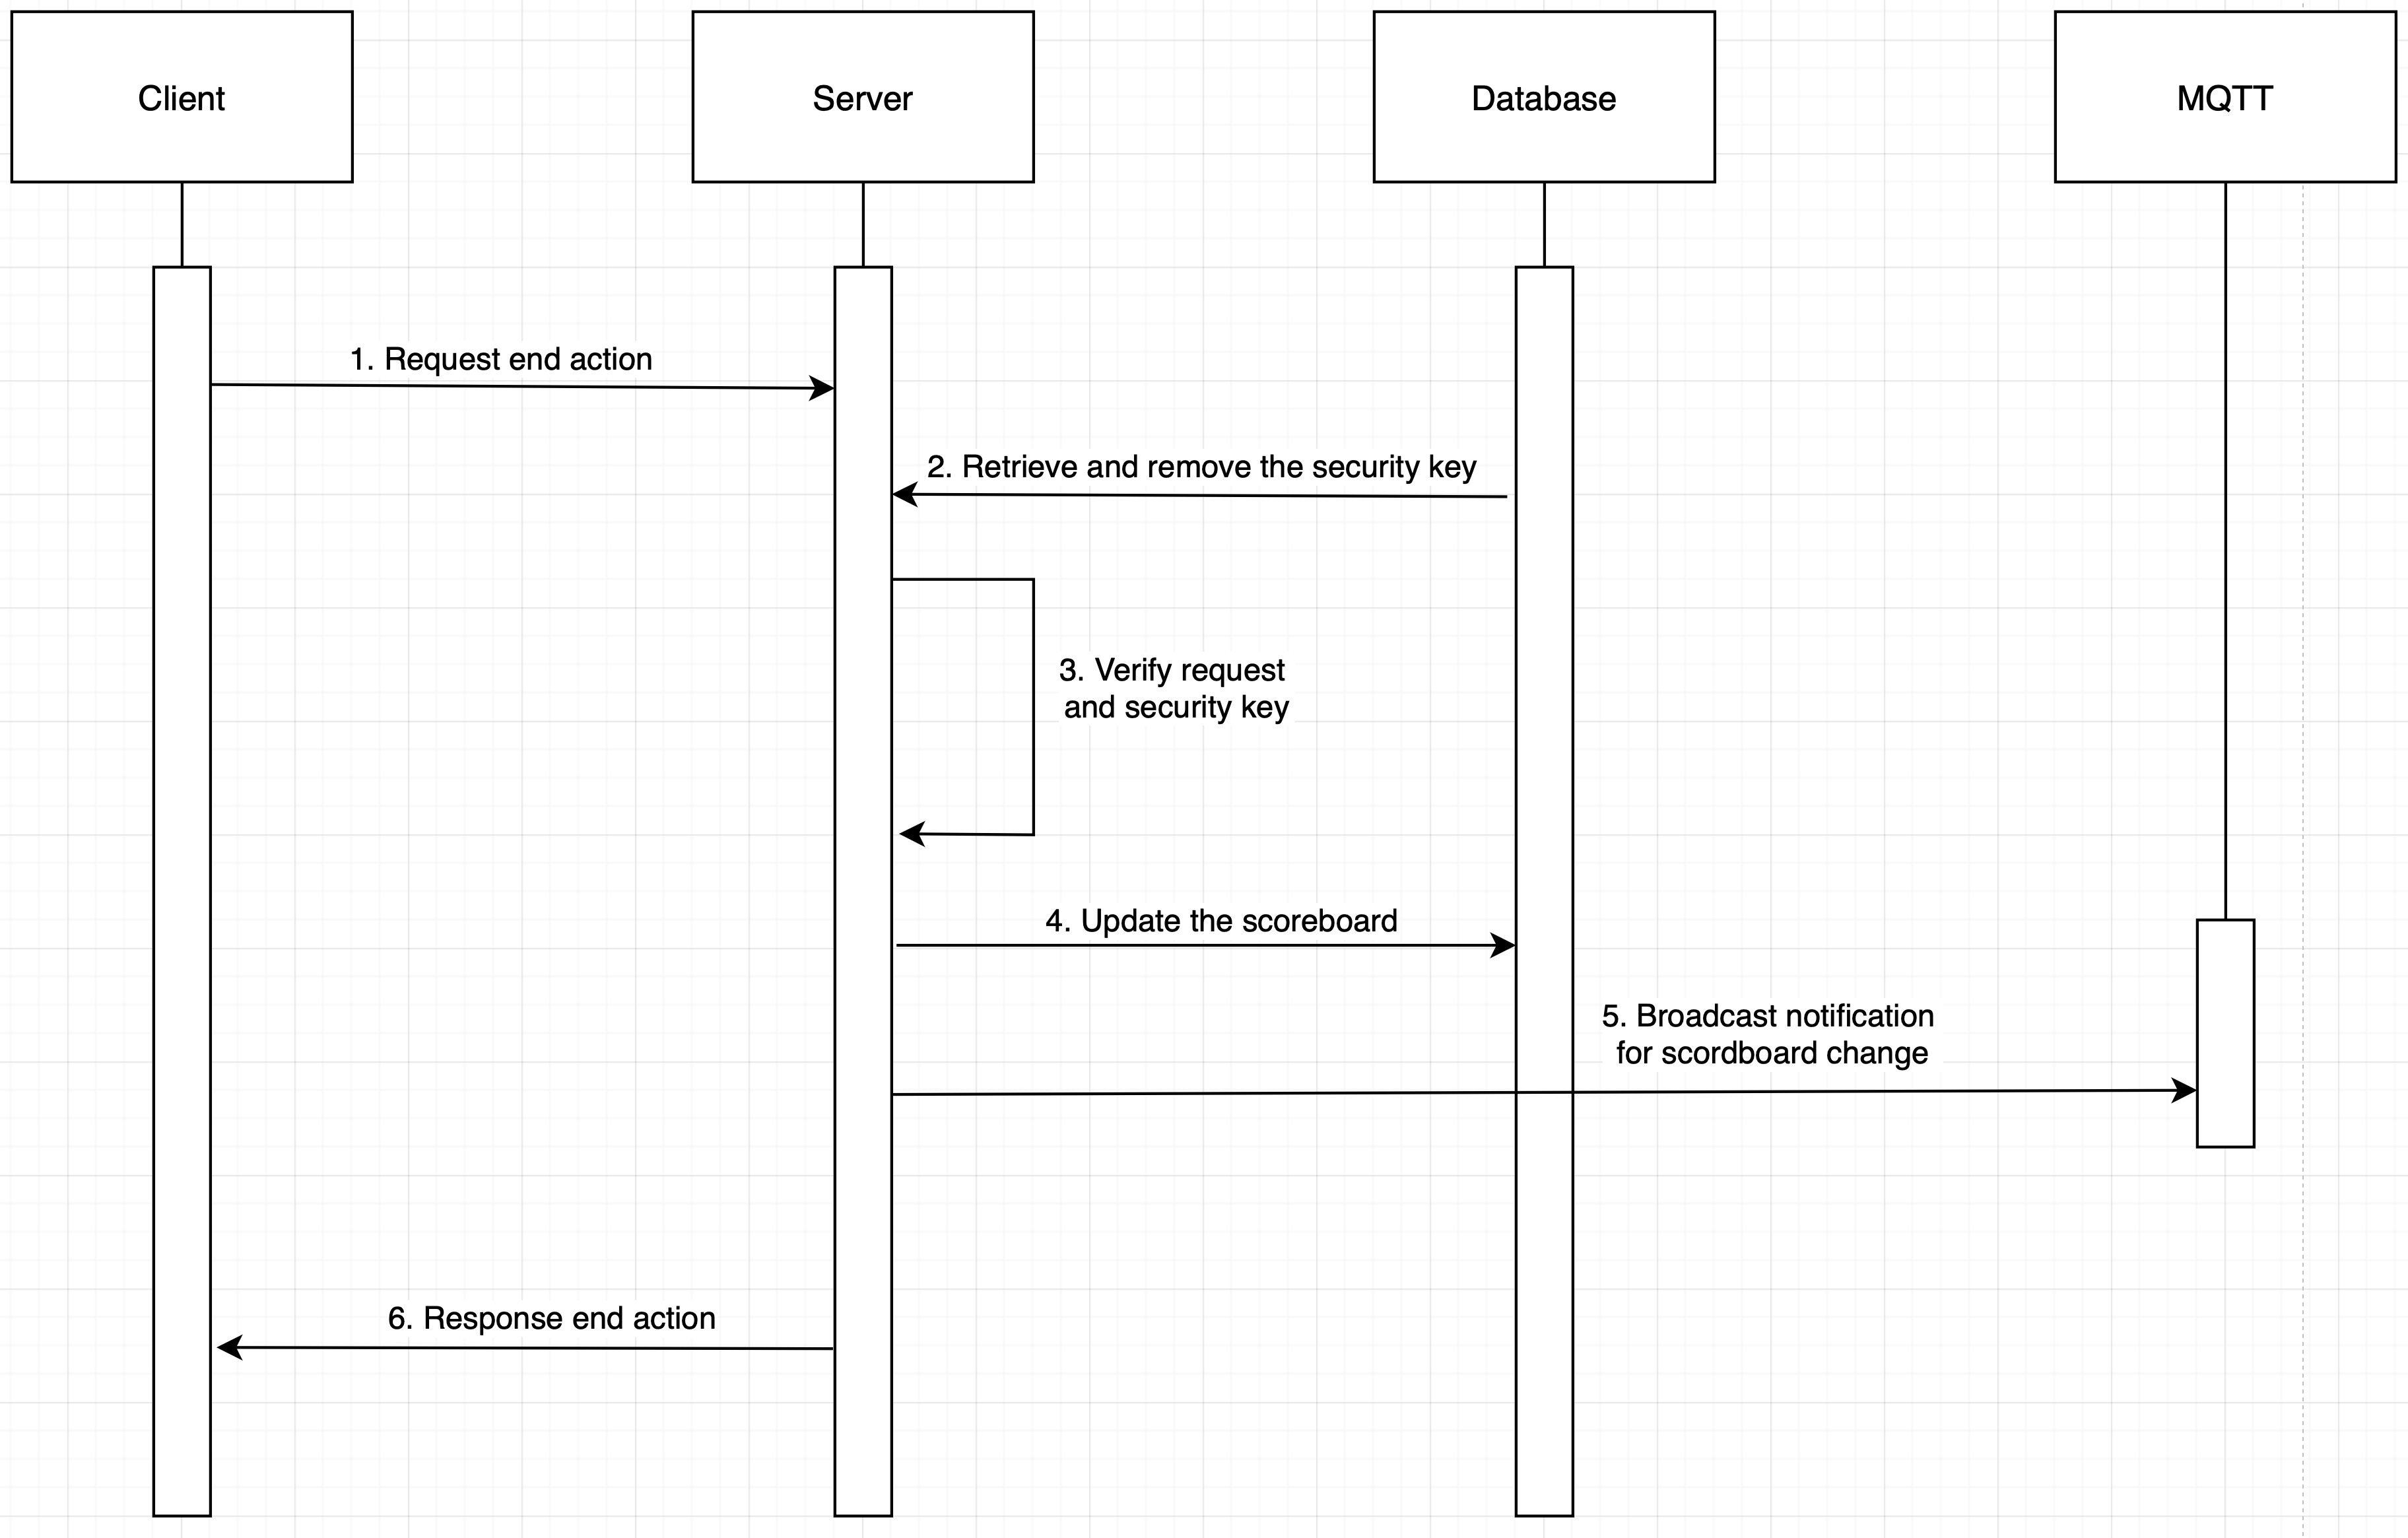 Client
Server
Database
MQTT
1. Request end action
2. Retrieve and remove the security key
3. Verify request
and security key
4. Update the scoreboard
5. Broadcast notification
for scordboard change
6. Response end action